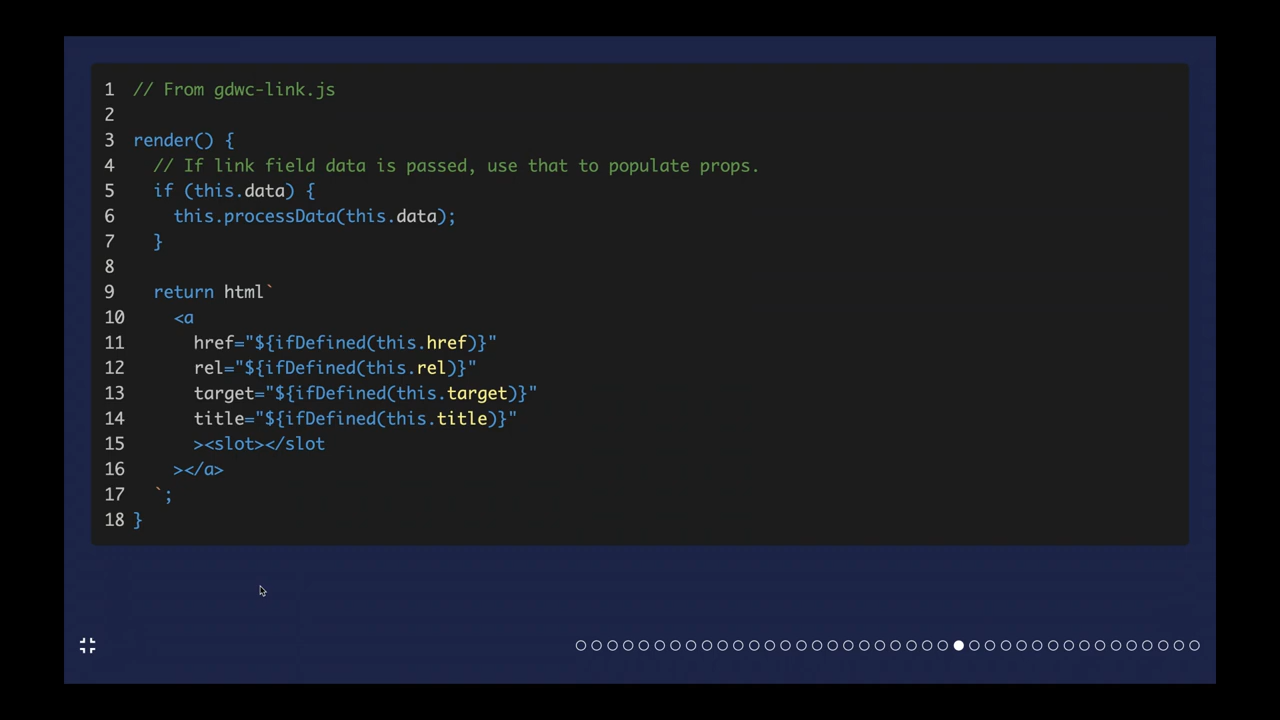 1 // From gdwc-link.js
2
3 render() {
4   // If link field data is passed, use that to populate props.
5   if (this.data) {
6     this.processData(this.data);
7   }
8
9   return html`
10     <a
11       href="${ifDefined(this.href)}"
12       rel="${ifDefined(this.rel)}"
13       target="${ifDefined(this.target)}"
14       title="${ifDefined(this.title)}"
15       ><slot></slot
16     ></a>
17   `;
18 }